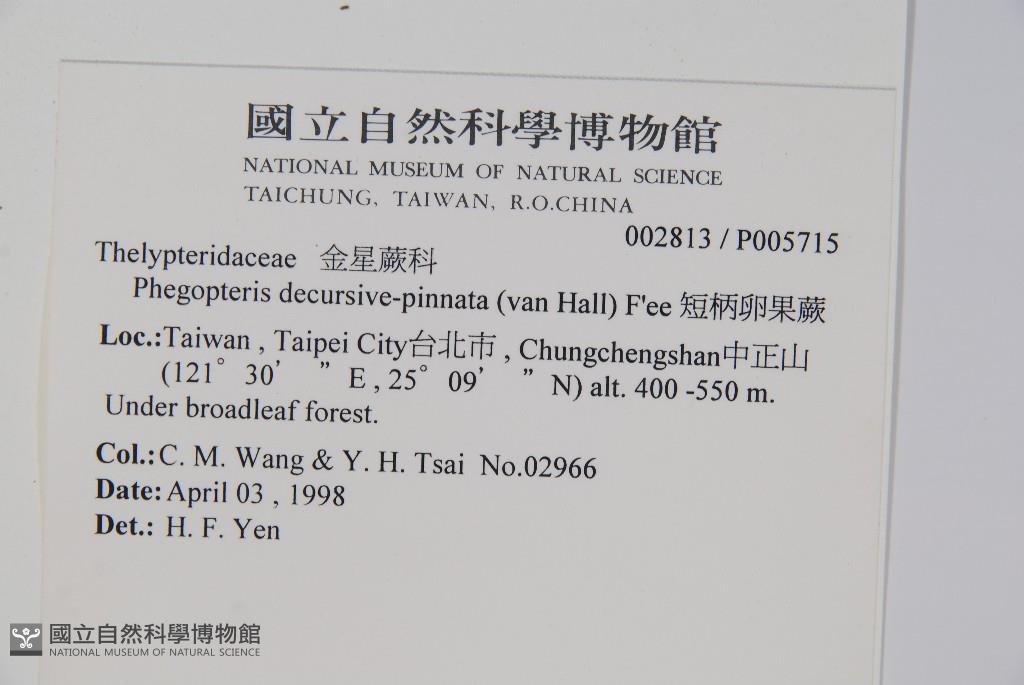 國立自然科學博物館
NATIONAL MUSEUM OF NATURAL SCIENCE
TAICHUNG, TAIWAN, R.O.CHINA
002813 / P005715
Thelypteridaceae 金星蕨科
Phegopteris decursive-pinnata (van Hall) F'ee 短柄卵果蕨
Loc.:Taiwan , Taipei City台北市 , Chungchengshan中正山
(121° 30' " E , 25° 09' " N) alt. 400 -550 m.
Under broadleaf forest.
Col.:C. M. Wang & Y. H. Tsai No.02966
Date:April 03 , 1998
Det.: H. F. Yen
國立自然科學博物館
NATIONAL MUSEUM OF NATURAL SCIENCE